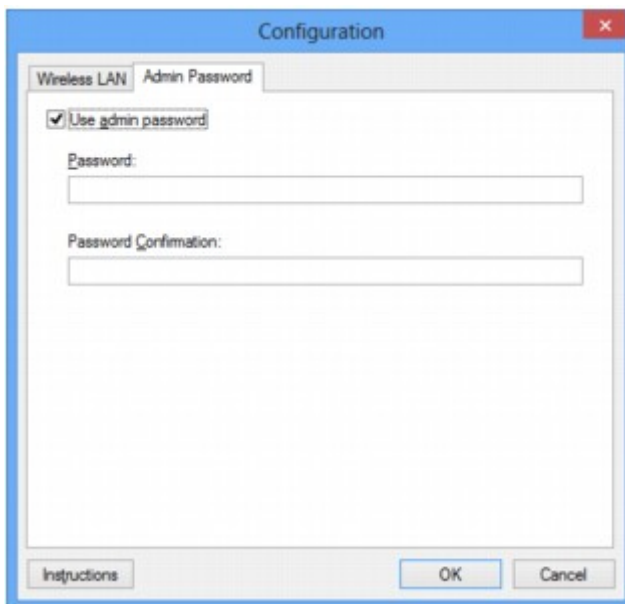 Configuration
Wireless LAN Admin Password
Use admin password
Password:
Password Confirmation:
Instructions OK Cancel